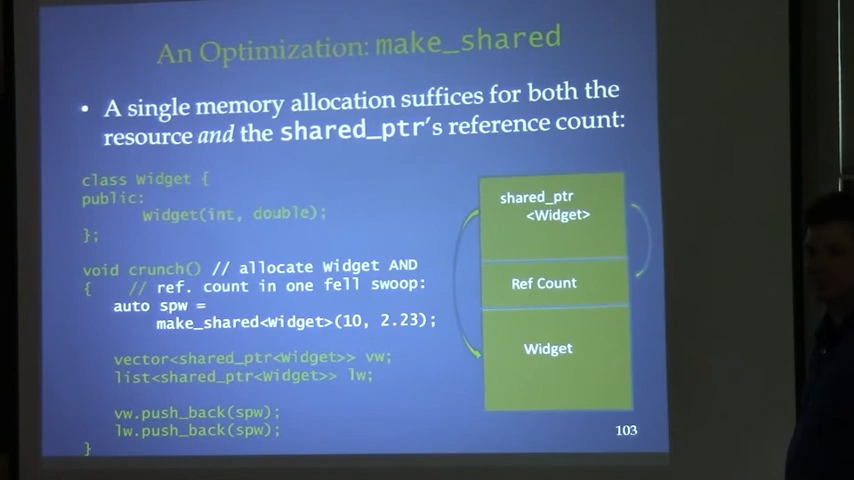 An Optimization: make_shared
• A single memory allocation suffices for both the
resource and the shared_ptr's reference count:
class Widget {
public:
Widget(int, double);
};
void crunch() // allocate Widget AND
{ // ref. count in one fell swoop:
auto spw =
make_shared<Widget>(10, 2.23);
vector<shared_ptr<Widget>> vw;
list<shared_ptr<Widget>> lw;
vw.push_back(spw);
lw.push_back(spw);
}
shared_ptr
<Widget>
Ref Count
Widget
103